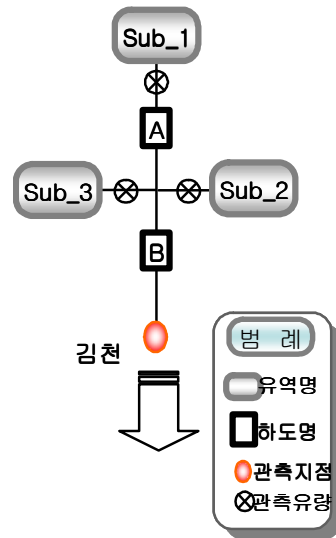 Sub_1
A
Sub_3
Sub_2
B
김천
범 례
유역명
하도명
관측지점
관측유량